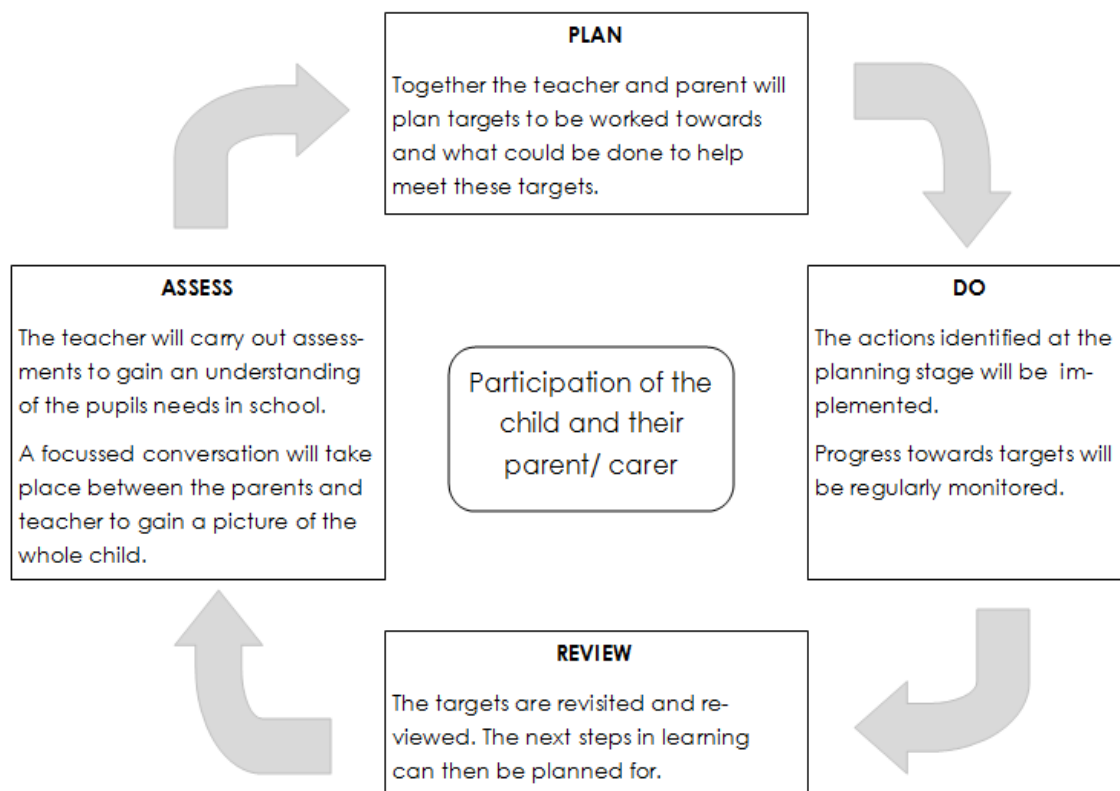 PLAN
Together the teacher and parent will
plan targets to be worked towards
and what could be done to help
meet these targets.
ASSESS
The teacher will carry out assess-
ments to gain an understanding
of the pupils needs in school.
A focussed conversation will take
place between the parents and
teacher to gain a picture of the
whole child.
Participation of the
child and their
parent/ carer
DO
The actions identified at the
planning stage will be im-
plemented.
Progress towards targets will
be regularly monitored.
REVIEW
The targets are revisited and re-
viewed. The next steps in learning
can then be planned for.